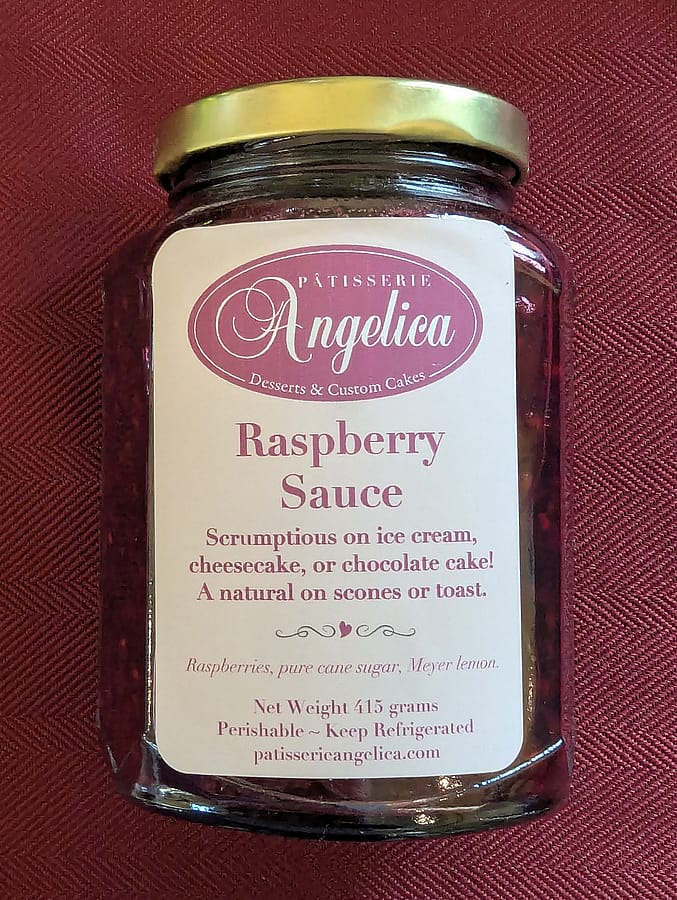 PÂTISSERIE
Angelica
Desserts & Custom Cakes
Raspberry
Sauce
Scrumptious on ice cream,
cheesecake, or chocolate cake!
A natural on scones or toast.
Raspberries, pure cane sugar, Meyer lemon.
Net Weight 415 grams
Perishable ~ Keep Refrigerated
patisserieangelica.com